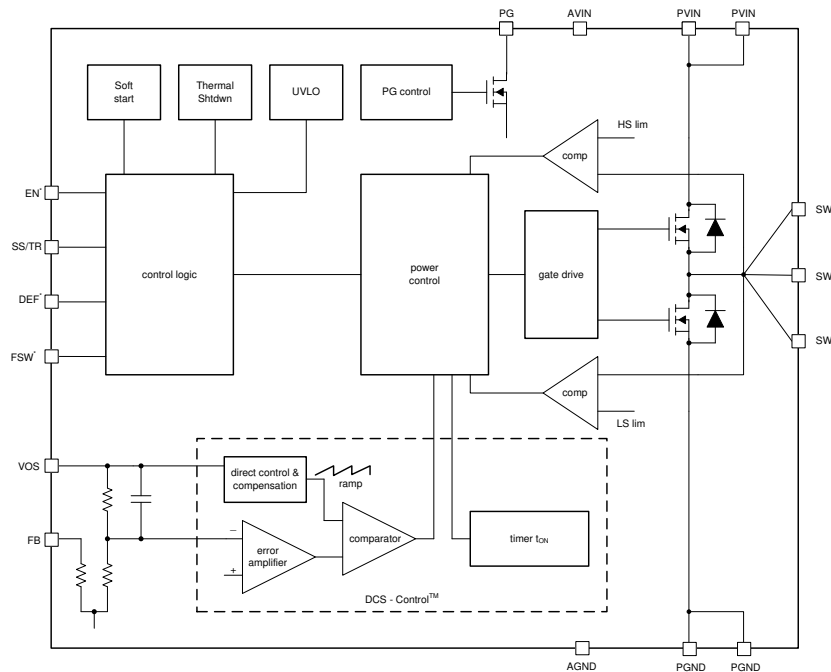 PG
AVIN
PVIN
PVIN
Soft
start
Thermal
Shtdwn
UVLO
PG control
HS lim
comp
EN*
SS/TR
DEF*
FSW*
control logic
power
control
gate drive
SW
SW
SW
comp
LS lim
VOS
direct control &
compensation
ramp
FB
–
+
error
amplifier
comparator
timer tON
DCS - Control™
AGND
PGND
PGND